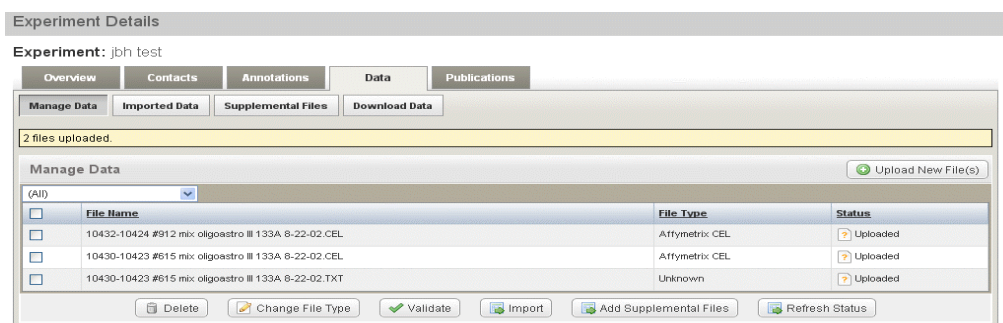 Experiment Details
Experiment: jbh test
Overview Contacts Annotations Data Publications
Manage Data Imported Data Supplemental Files Download Data
2 files uploaded.
Manage Data Upload New File(s)
(All)
File Name File Type Status
10432-10424 #912 mix oligoastro III 133A 8-22-02.CEL Affymetrix CEL Uploaded
10430-10423 #615 mix oligoastro III 133A 8-22-02.CEL Affymetrix CEL Uploaded
10430-10423 #615 mix oligoastro III 133A 8-22-02.TXT Unknown Uploaded
Delete Change File Type Validate Import Add Supplemental Files Refresh Status